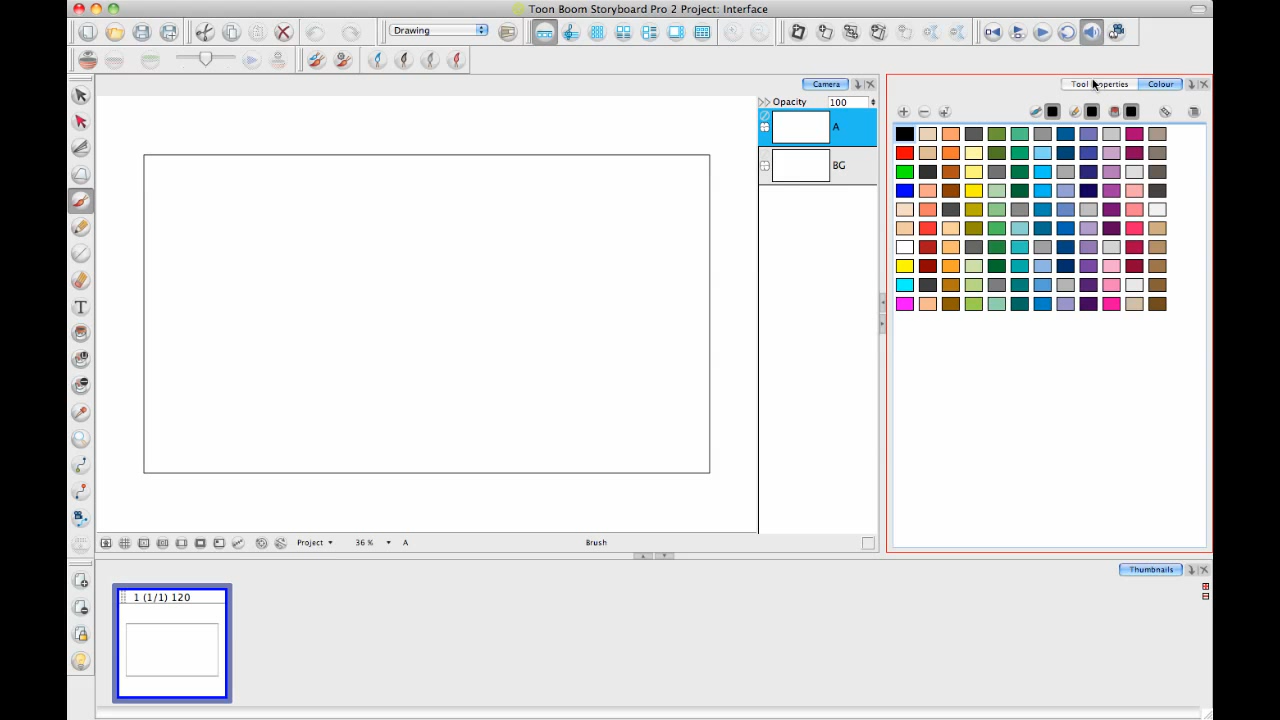 Toon Boom Storyboard Pro 2 Project: Interface
Drawing
Camera
Tool Properties
Colour
Opacity 100
A
BG
T
Project
36 %
A
Brush
Thumbnails
1 (1/1) 120